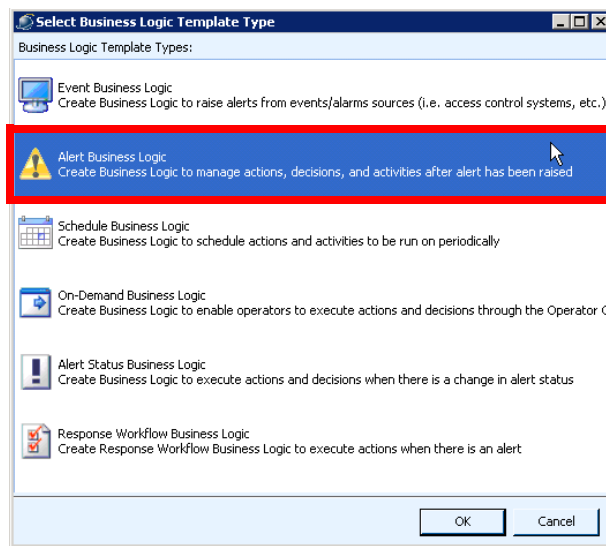 Select Business Logic Template Type
Business Logic Template Types:
Event Business Logic
Create Business Logic to raise alerts from events/alarms sources (i.e. access control systems, etc.)
Alert Business Logic
Create Business Logic to manage actions, decisions, and activities after alert has been raised
Schedule Business Logic
Create Business Logic to schedule actions and activities to be run on periodically
On-Demand Business Logic
Create Business Logic to enable operators to execute actions and decisions through the Operator
Alert Status Business Logic
Create Business Logic to execute actions and decisions when there is a change in alert status
Response Workflow Business Logic
Create Response Workflow Business Logic to execute actions when there is an alert
OK Cancel